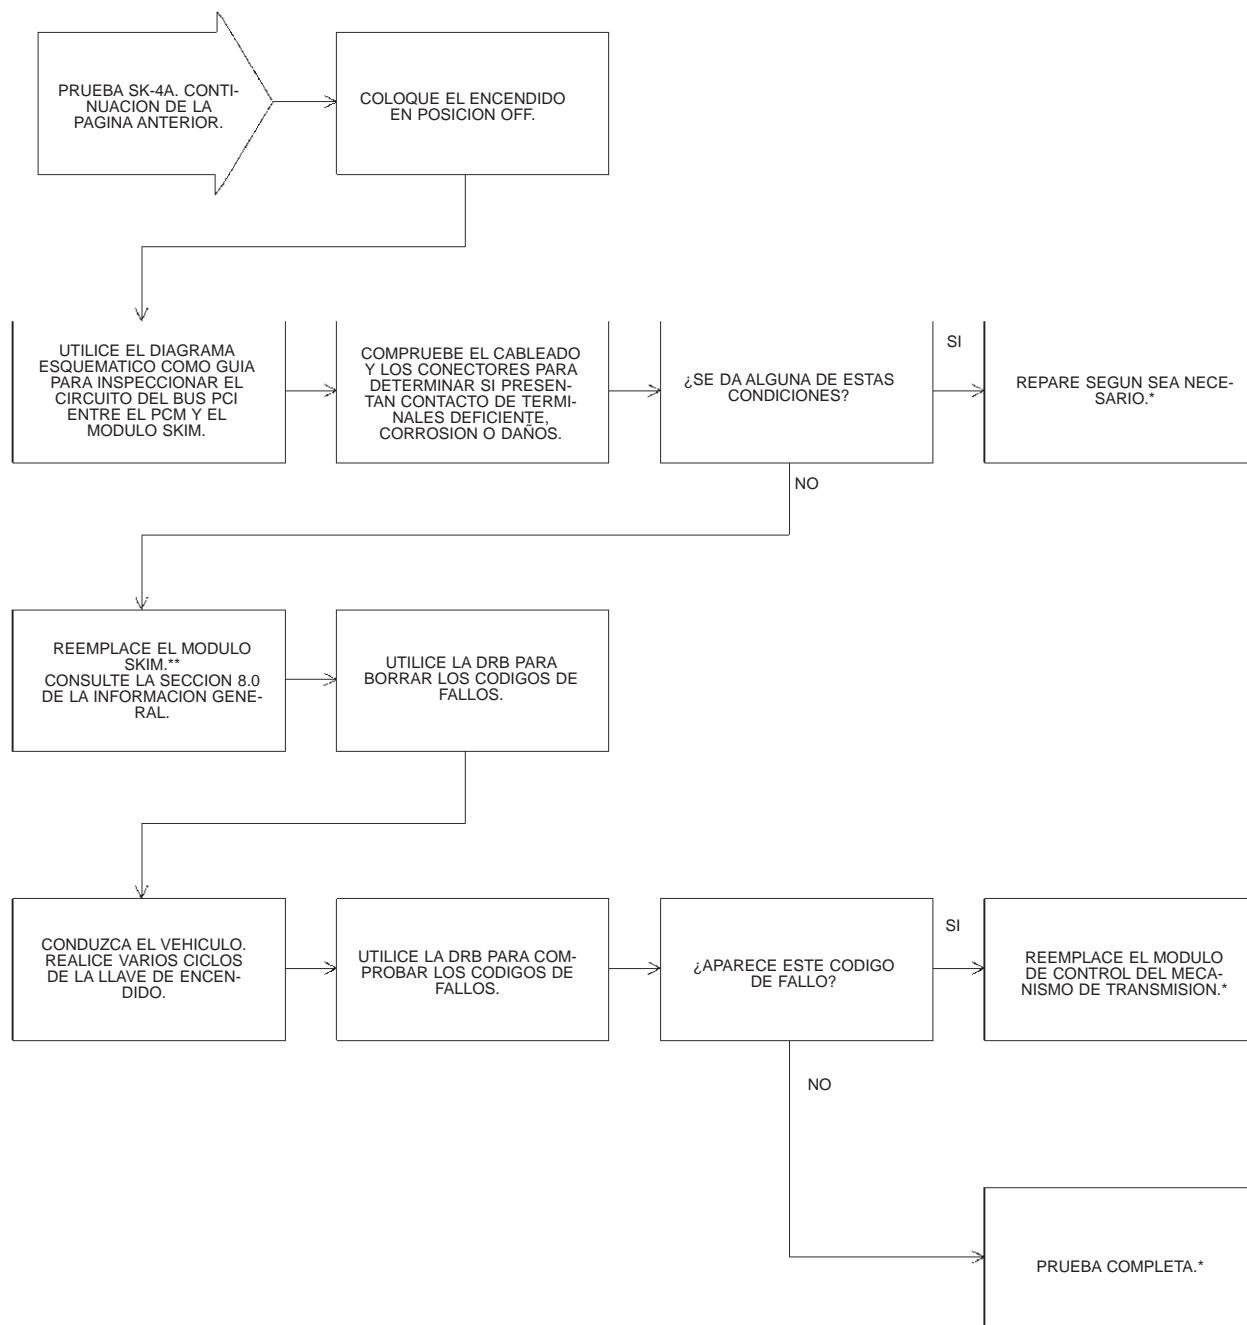 PRUEBA SK-4A. CONTI-
NUACION DE LA
PAGINA ANTERIOR.
COLOQUE EL ENCENDIDO
EN POSICION OFF.
UTILICE EL DIAGRAMA
ESQUEMATICO COMO GUIA
PARA INSPECCIONAR EL
CIRCUITO DEL BUS PCI
ENTRE EL PCM Y EL
MODULO SKIM.
COMPRUEBE EL CABLEADO
Y LOS CONECTORES PARA
DETERMINAR SI PRESEN-
TAN CONTACTO DE TERMI-
NALES DEFICIENTE,
CORROSION O DAÑOS.
¿SE DA ALGUNA DE ESTAS
CONDICIONES?
SI
REPARE SEGUN SEA NECE-
SARIO.*
NO
REEMPLACE EL MODULO
SKIM.**
CONSULTE LA SECCION 8.0
DE LA INFORMACION GENE-
RAL.
UTILICE LA DRB PARA
BORRAR LOS CODIGOS DE
FALLOS.
CONDUZCA EL VEHICULO.
REALICE VARIOS CICLOS
DE LA LLAVE DE ENCEN-
DIDO.
UTILICE LA DRB PARA COM-
PROBAR LOS CODIGOS DE
FALLOS.
¿APARECE ESTE CODIGO
DE FALLO?
SI
REEMPLACE EL MODULO
DE CONTROL DEL MECA-
NISMO DE TRANSMISION.*
NO
PRUEBA COMPLETA.*